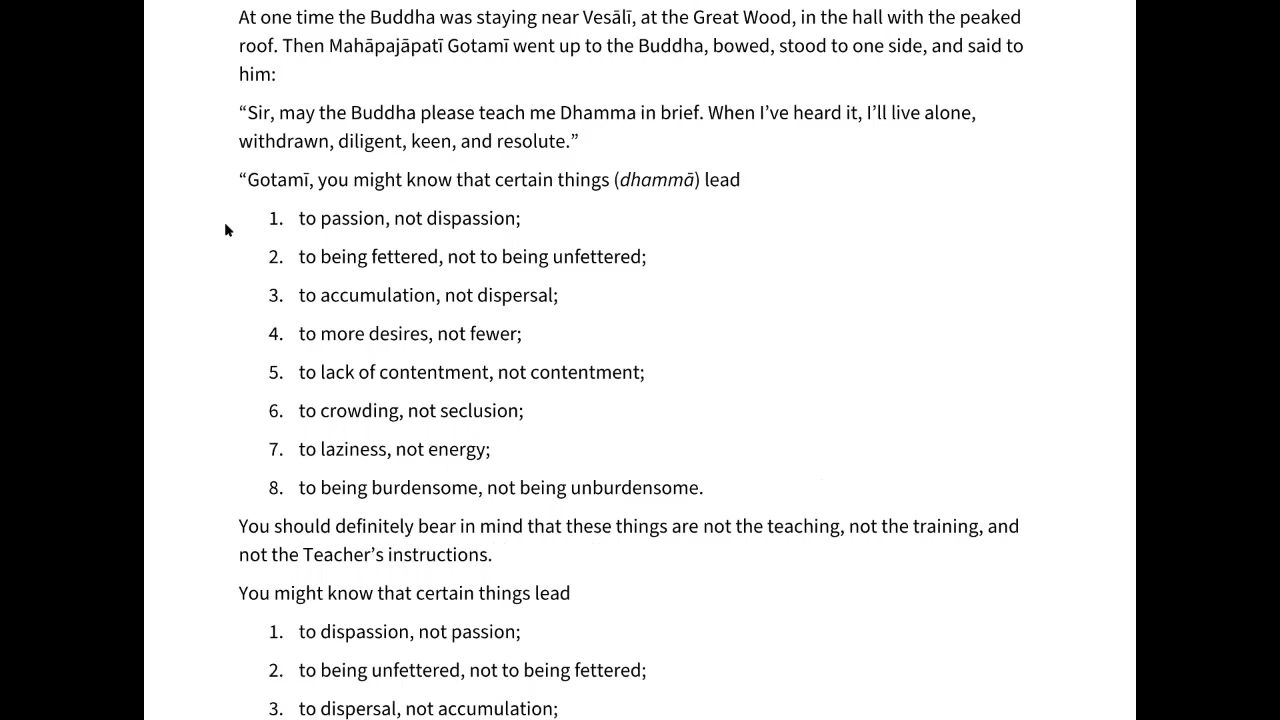 At one time the Buddha was staying near Vesālī, at the Great Wood, in the hall with the peaked
roof. Then Mahāpajāpatī Gotamī went up to the Buddha, bowed, stood to one side, and said to
him:
“Sir, may the Buddha please teach me Dhamma in brief. When I’ve heard it, I’ll live alone,
withdrawn, diligent, keen, and resolute.”
“Gotamī, you might know that certain things (dhammā) lead
1. to passion, not dispassion;
2. to being fettered, not to being unfettered;
3. to accumulation, not dispersal;
4. to more desires, not fewer;
5. to lack of contentment, not contentment;
6. to crowding, not seclusion;
7. to laziness, not energy;
8. to being burdensome, not being unburdensome.
You should definitely bear in mind that these things are not the teaching, not the training, and
not the Teacher’s instructions.
You might know that certain things lead
1. to dispassion, not passion;
2. to being unfettered, not to being fettered;
3. to dispersal, not accumulation;